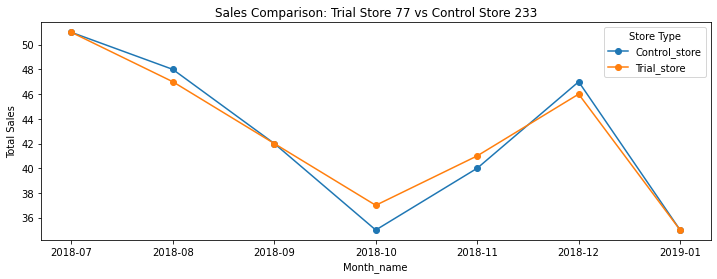 Sales Comparison: Trial Store 77 vs Control Store 233
Store Type
Control_store
Trial_store
Total Sales
50
48
46
44
42
40
38
36
2018-07
2018-08
2018-09
2018-10
2018-11
2018-12
2019-01
Month_name